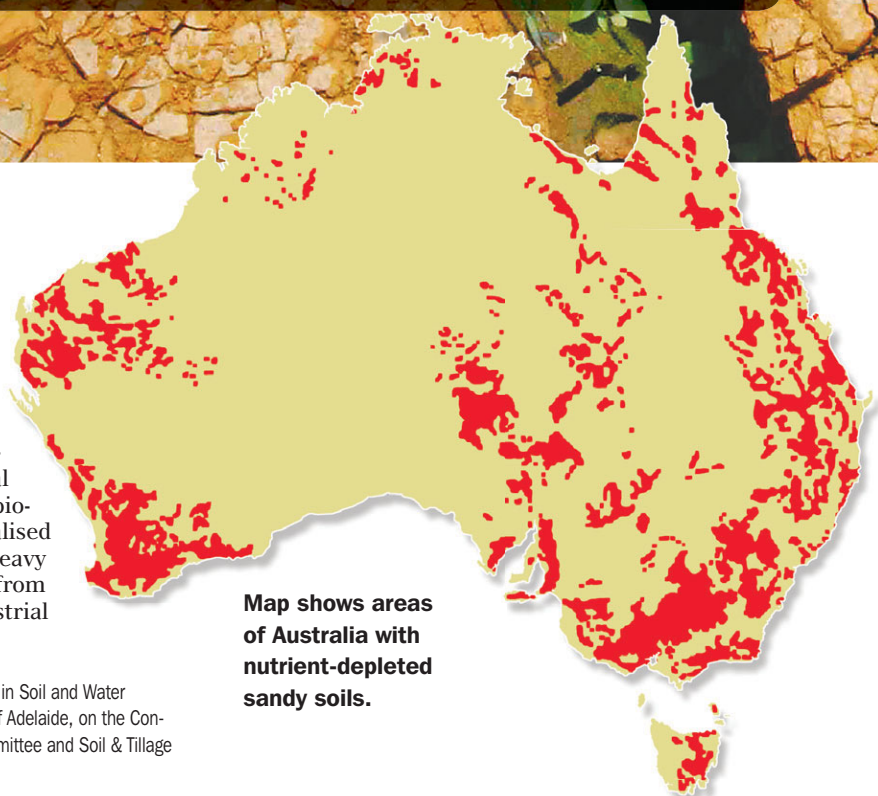 l
bio-
lised
eavy
from
strial
in Soil and Water
f Adelaide, on the Con-
mittee and Soil & Tillage
Map shows areas
of Australia with
nutrient-depleted
sandy soils.